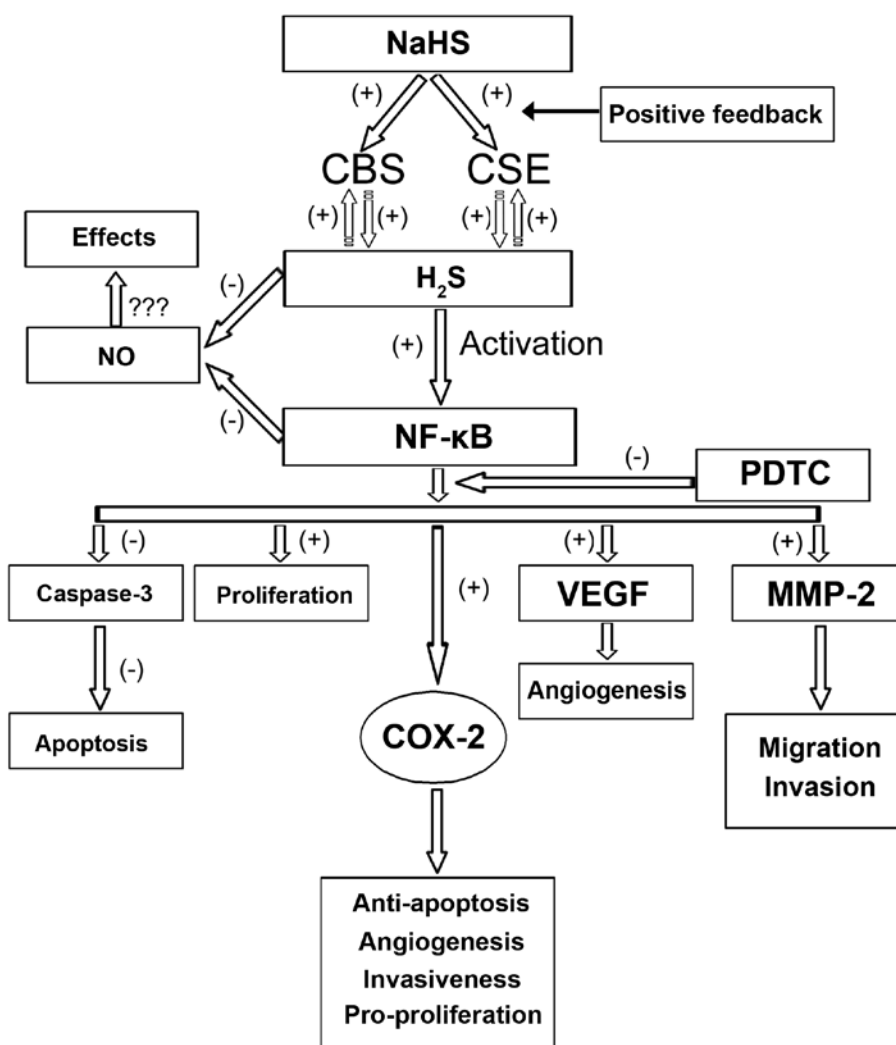 NaHS
(+)
(+)
Positive feedback
CBS
CSE
(+)
(+)
(+)
(+)
Effects
H₂S
(-)
???
NO
(+)
Activation
(-)
NF-κB
(-)
PDTC
(-)
(+)
(+)
(+)
(+)
Caspase-3
Proliferation
VEGF
MMP-2
(-)
Angiogenesis
Apoptosis
COX-2
Migration
Invasion
Anti-apoptosis
Angiogenesis
Invasiveness
Pro-proliferation